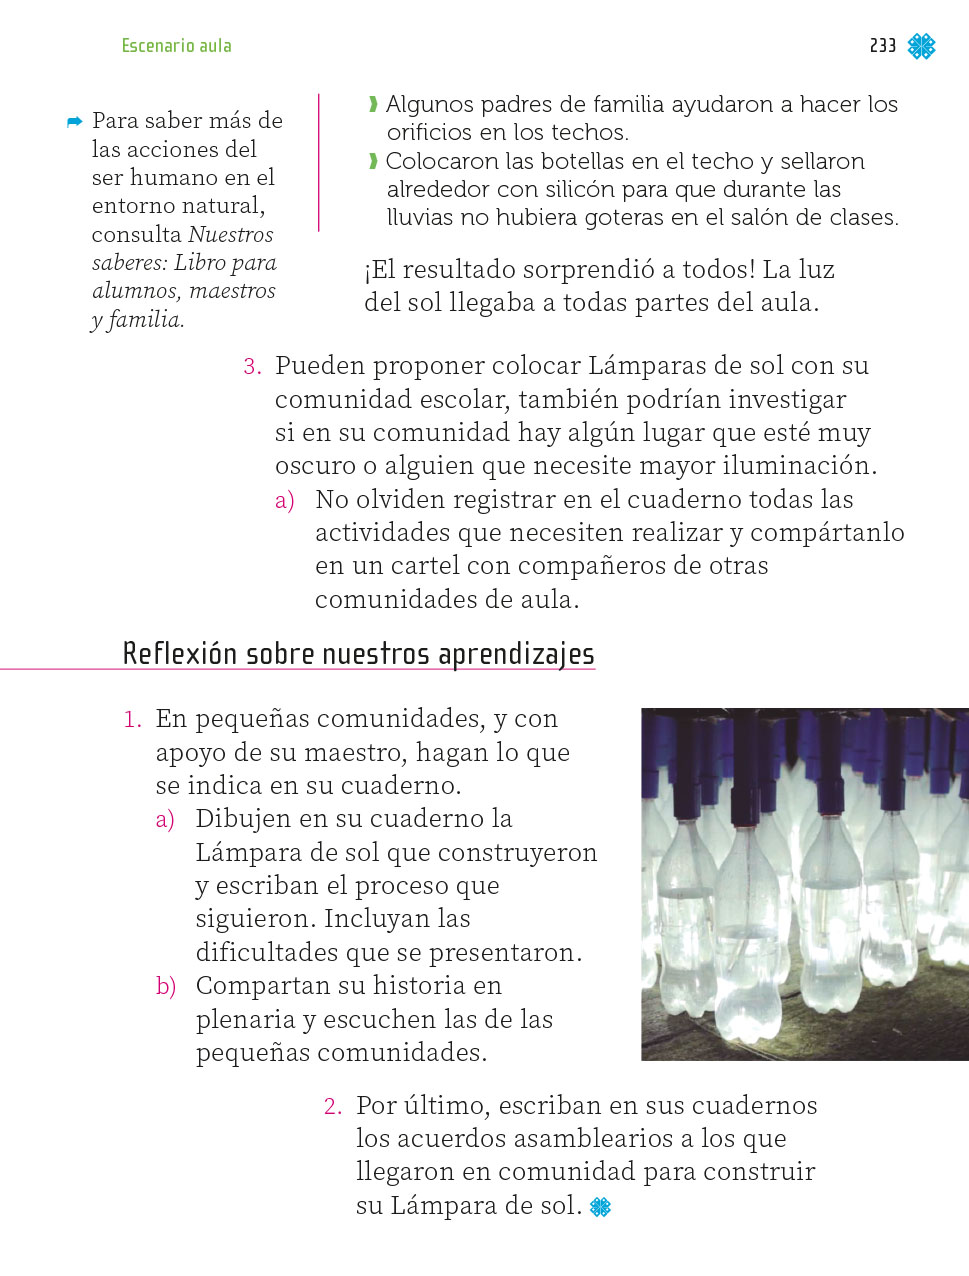 Escenario aula
233
Para saber más de
las acciones del
ser humano en el
entorno natural,
consulta Nuestros
saberes: Libro para
alumnos, maestros
y familia.
Algunos padres de familia ayudaron a hacer los
orificios en los techos.
Colocaron las botellas en el techo y sellaron
alrededor con silicón para que durante las
lluvias no hubiera goteras en el salón de clases.
¡El resultado sorprendió a todos! La luz
del sol llegaba a todas partes del aula.
3. Pueden proponer colocar Lámparas de sol con su
comunidad escolar, también podrían investigar
si en su comunidad hay algún lugar que esté muy
oscuro o alguien que necesite mayor iluminación.
a) No olviden registrar en el cuaderno todas las
actividades que necesiten realizar y compártanlo
en un cartel con compañeros de otras
comunidades de aula.
Reflexión sobre nuestros aprendizajes
1. En pequeñas comunidades, y con
apoyo de su maestro, hagan lo que
se indica en su cuaderno.
a) Dibujen en su cuaderno la
Lámpara de sol que construyeron
y escriban el proceso que
siguieron. Incluyan las
dificultades que se presentaron.
b) Compartan su historia en
plenaria y escuchen las de las
pequeñas comunidades.
2. Por último, escriban en sus cuadernos
los acuerdos asamblearios a los que
llegaron en comunidad para construir
su Lámpara de sol.